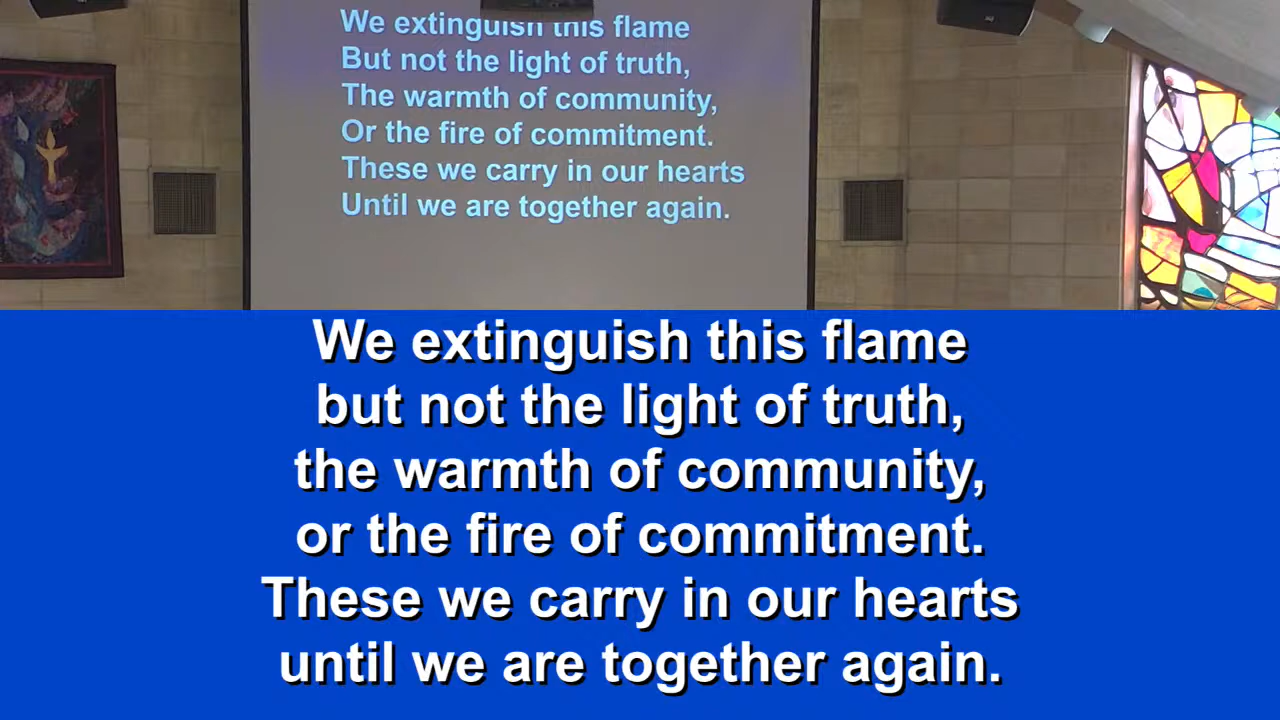 We extinguish this flame
But not the light of truth,
The warmth of community,
Or the fire of commitment.
These we carry in our hearts
Until we are together again.
We extinguish this flame
but not the light of truth,
the warmth of community,
or the fire of commitment.
These we carry in our hearts
until we are together again.